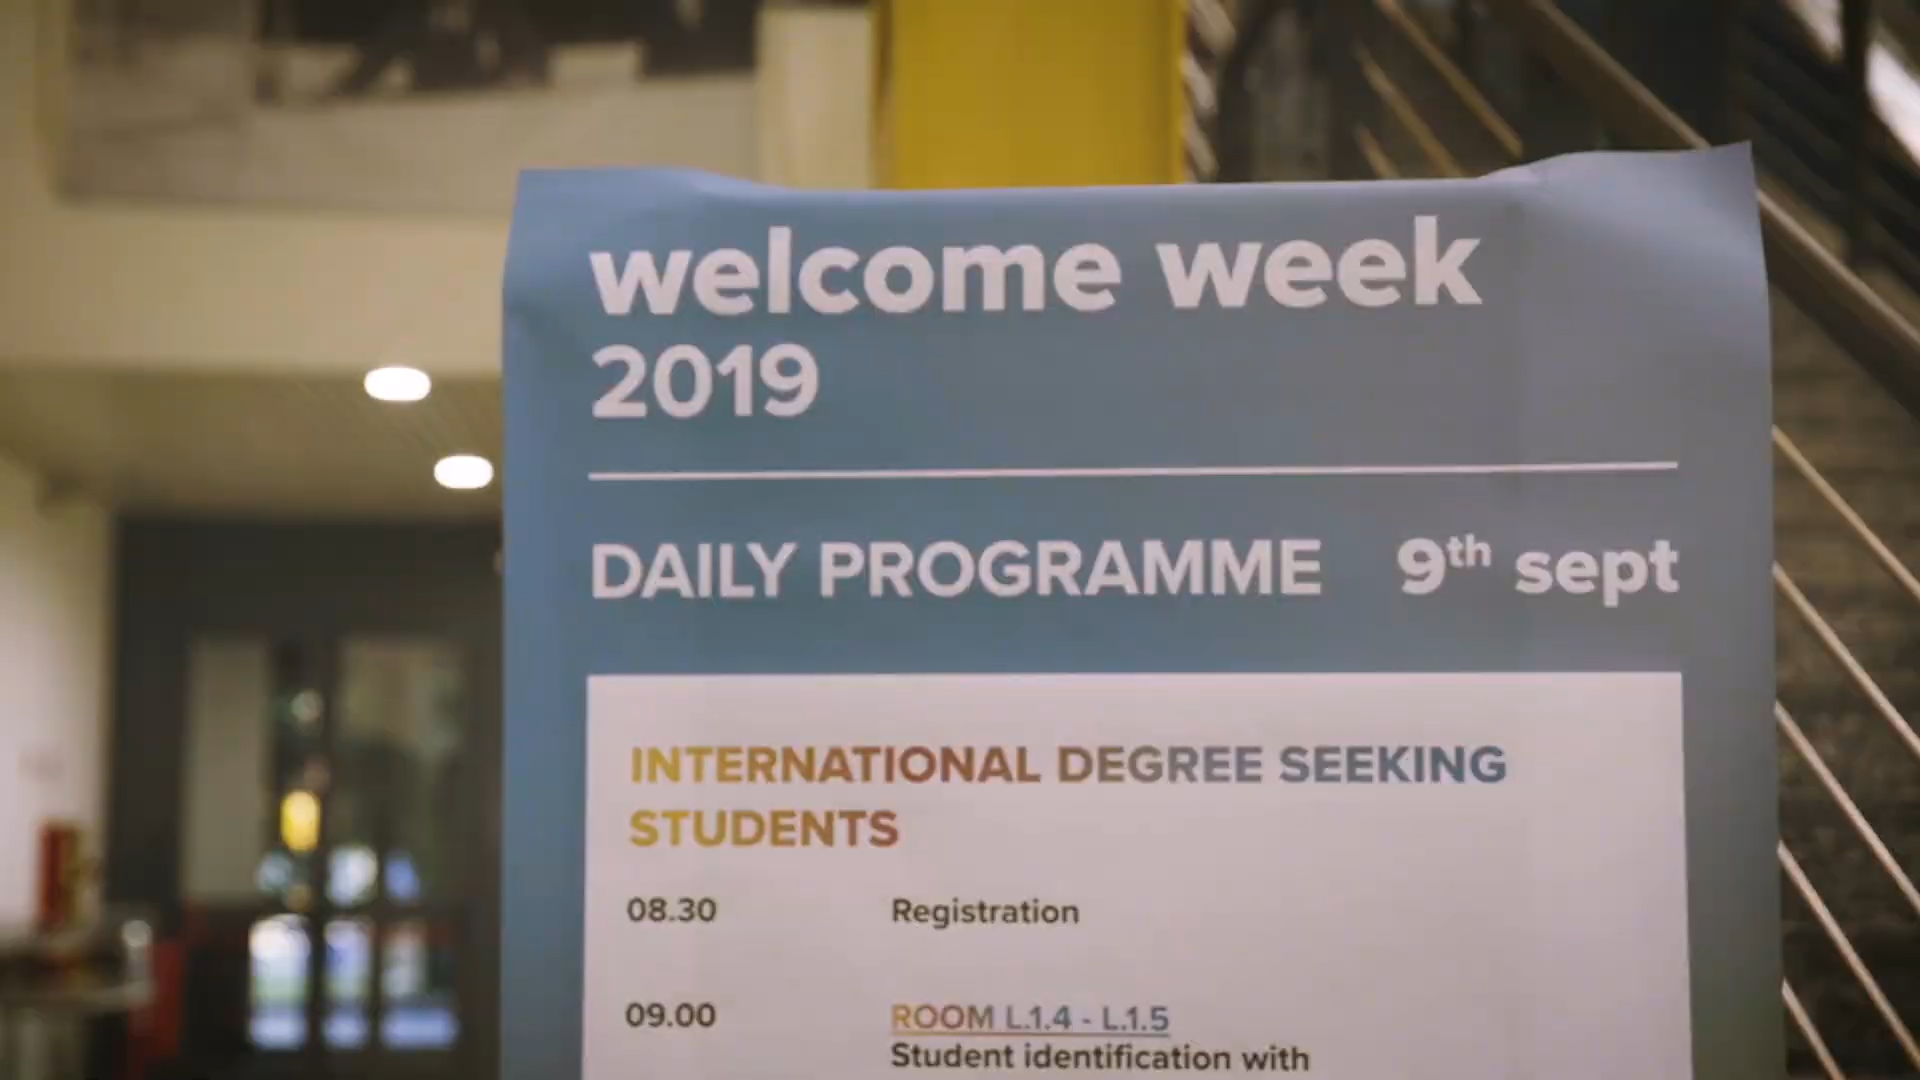 welcome week
2019
DAILY PROGRAMME 9th sept
INTERNATIONAL DEGREE SEEKING
STUDENTS
08.30 Registration
09.00 ROOM L.1.4 - L.1.5
Student identification with